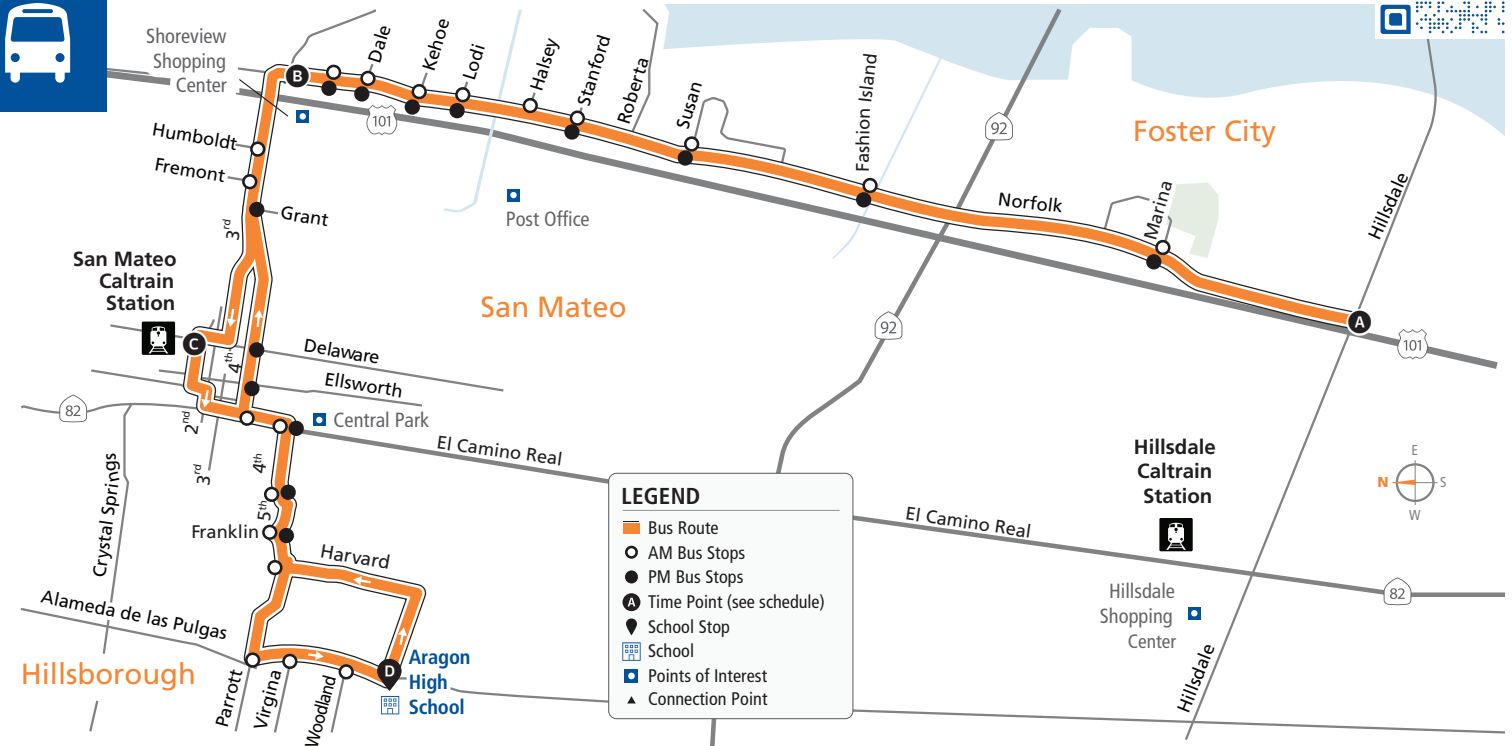 Shoreview
Shopping
Center
B
Dale
Kehoe
Lodi
Halsey
Stanford
Roberta
Susan
Fashion Island
92
Foster City
101
Humboldt
Fremont
Grant
3rd
Post Office
Norfolk
Marina
Hillsdale
San Mateo
Caltrain
Station
C
San Mateo
A
101
92
4th
Delaware
Ellsworth
82
2nd
3rd
Central Park
El Camino Real
4th
5th
Crystal Springs
Franklin
Harvard
Alameda de las Pulgas
Hillsborough
Parrott
Virgina
Woodland
D
Aragon
High
School
LEGEND
Bus Route
AM Bus Stops
PM Bus Stops
A Time Point (see schedule)
School Stop
School
Points of Interest
Connection Point
El Camino Real
Hillsdale
Caltrain
Station
E
N
S
W
Hillsdale
Shopping
Center
82
Hillsdale